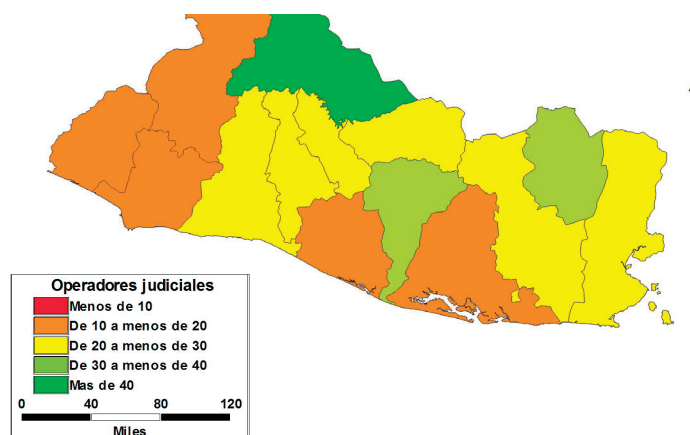 Operadores judiciales
Menos de 10
De 10 a menos de 20
De 20 a menos de 30
De 30 a menos de 40
Mas de 40
0 40 80 120
Miles